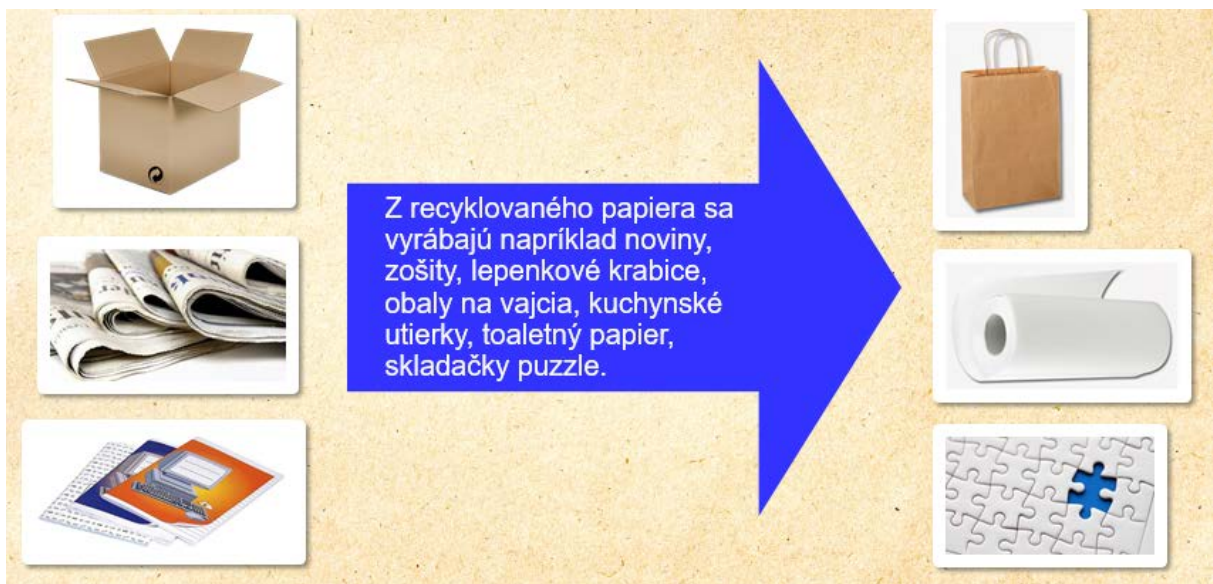 Z recyklovaného papiera sa
vyrábajú napríklad noviny,
zošity, lepenkové krabice,
obaly na vajcia, kuchynské
utierky, toaletný papier,
skladačky puzzle.